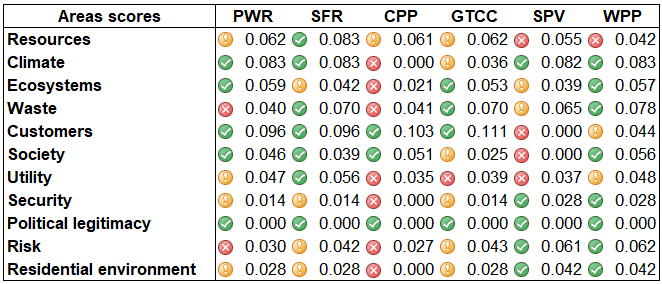 Areas scores PWR SFR CPP GTCC SPV WPP
Resources 0.062 0.083 0.061 0.062 0.055 0.042
Climate 0.083 0.083 0.000 0.036 0.082 0.083
Ecosystems 0.059 0.042 0.021 0.053 0.039 0.057
Waste 0.040 0.070 0.041 0.070 0.065 0.078
Customers 0.096 0.096 0.103 0.111 0.000 0.044
Society 0.046 0.039 0.051 0.025 0.000 0.056
Utility 0.047 0.056 0.035 0.039 0.037 0.048
Security 0.014 0.014 0.000 0.014 0.028 0.028
Political legitimacy 0.000 0.000 0.000 0.000 0.000 0.000
Risk 0.030 0.042 0.027 0.043 0.061 0.062
Residential environment 0.028 0.028 0.000 0.028 0.042 0.042